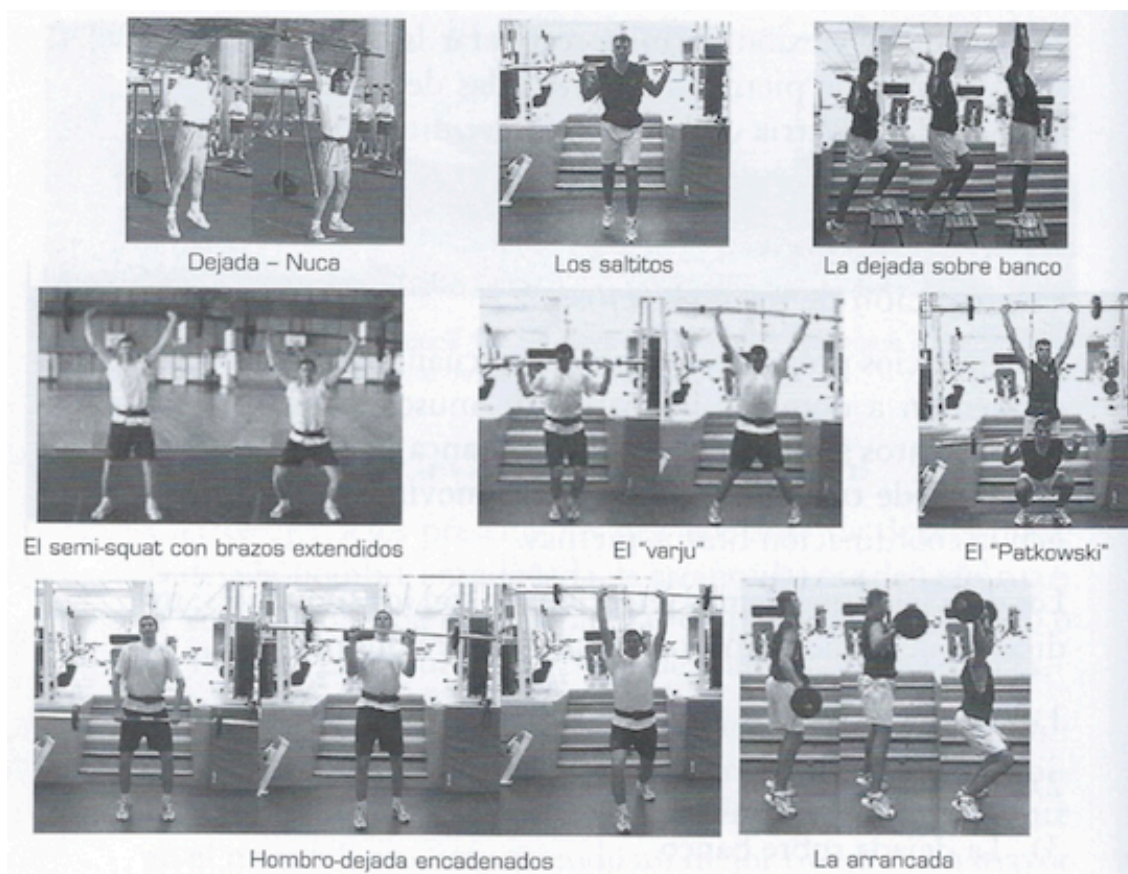 Dejada – Nuca
Los saltitos
La dejada sobre banco
El semi-squat con brazos extendidos
El "varju"
El "Patkowski"
Hombro-dejada encadenados
La arrancada